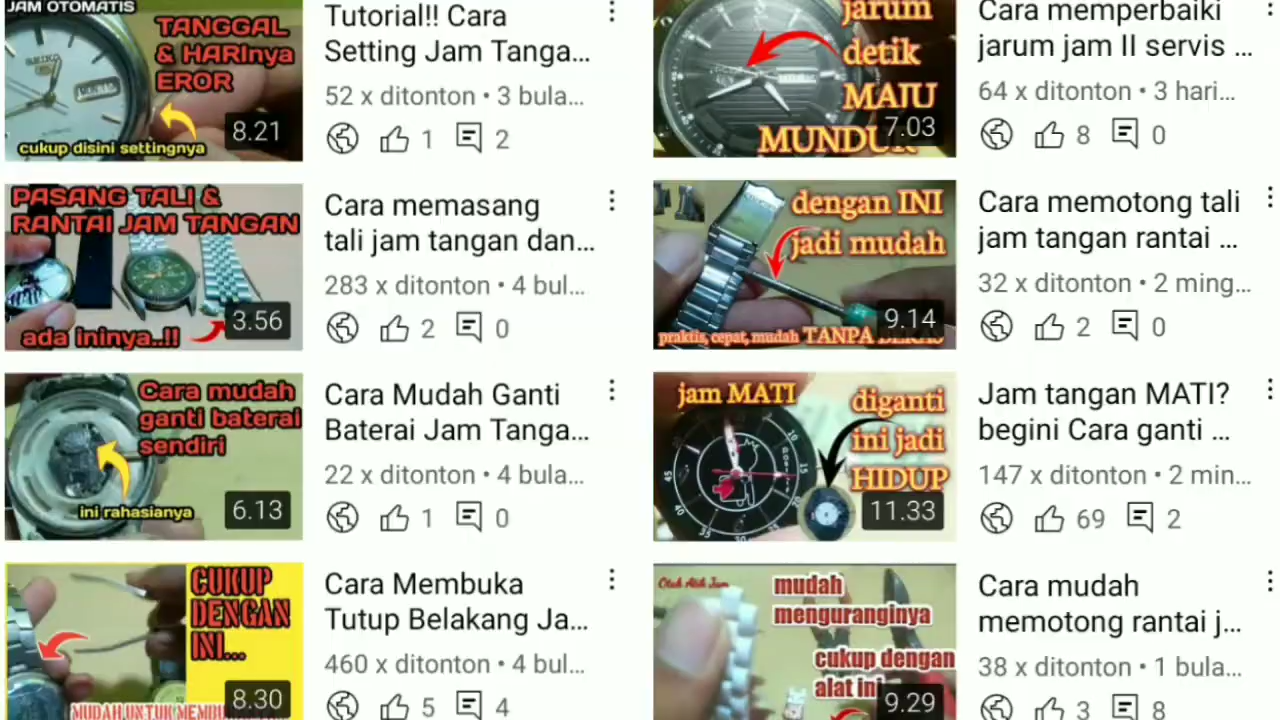 JAM OTOMATIS
TANGGAL
& HARInya
EROR
cukup disini settingnya
8.21
Tutorial!! Cara
Setting Jam Tanga...
52 x ditonton • 3 bula...
1 2
jarum
detik
MAJU
MUNDUR
7.03
Cara memperbaiki
jarum jam II servis ...
64 x ditonton • 3 hari...
8 0
PASANG TALI &
RANTAI JAM TANGAN
ada ininya..!!
3.56
Cara memasang
tali jam tangan dan...
283 x ditonton • 4 bul...
2 0
dengan INI
jadi mudah
praktis, cepat, mudah TANPA
9.14
Cara memotong tali
jam tangan rantai ...
32 x ditonton • 2 ming...
2 0
Cara mudah
ganti baterai
sendiri
ini rahasianya
6.13
Cara Mudah Ganti
Baterai Jam Tanga...
22 x ditonton • 4 bula...
1 0
jam MATI
diganti
ini jadi
HIDUP
11.33
Jam tangan MATI?
begini Cara ganti ...
147 x ditonton • 2 min...
69 2
CUKUP
DENGAN
INI...
MUDAH UNTUK
8.30
Cara Membuka
Tutup Belakang Ja...
460 x ditonton • 4 bul...
5 4
Otak Atik Jam
mudah
menguranginya
cukup dengan
alat ini
9.29
Cara mudah
memotong rantai j...
38 x ditonton • 1 bula...
3 8